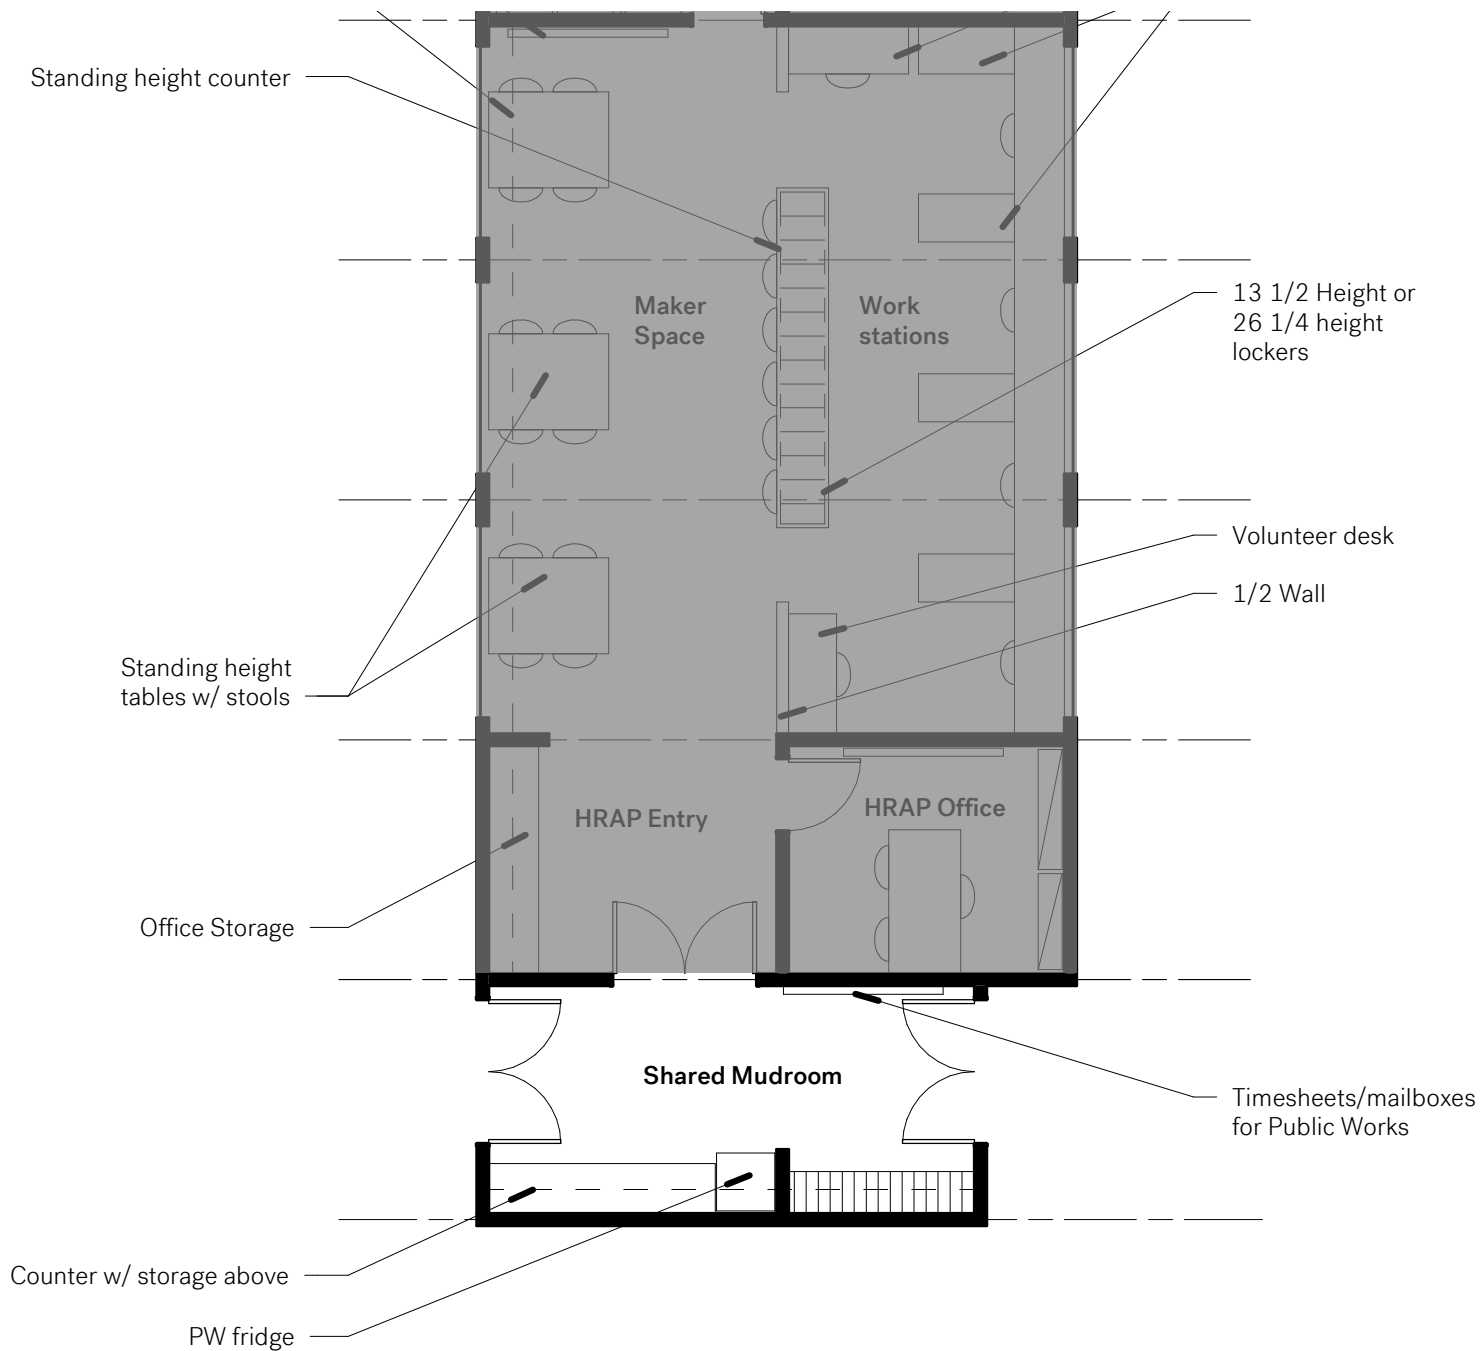 Standing height counter
Maker
Space
Work
stations
13 1/2 Height or
26 1/4 height
lockers
Volunteer desk
1/2 Wall
Standing height
tables w/ stools
HRAP Entry
HRAP Office
Office Storage
Shared Mudroom
Timesheets/mailboxes
for Public Works
Counter w/ storage above
PW fridge